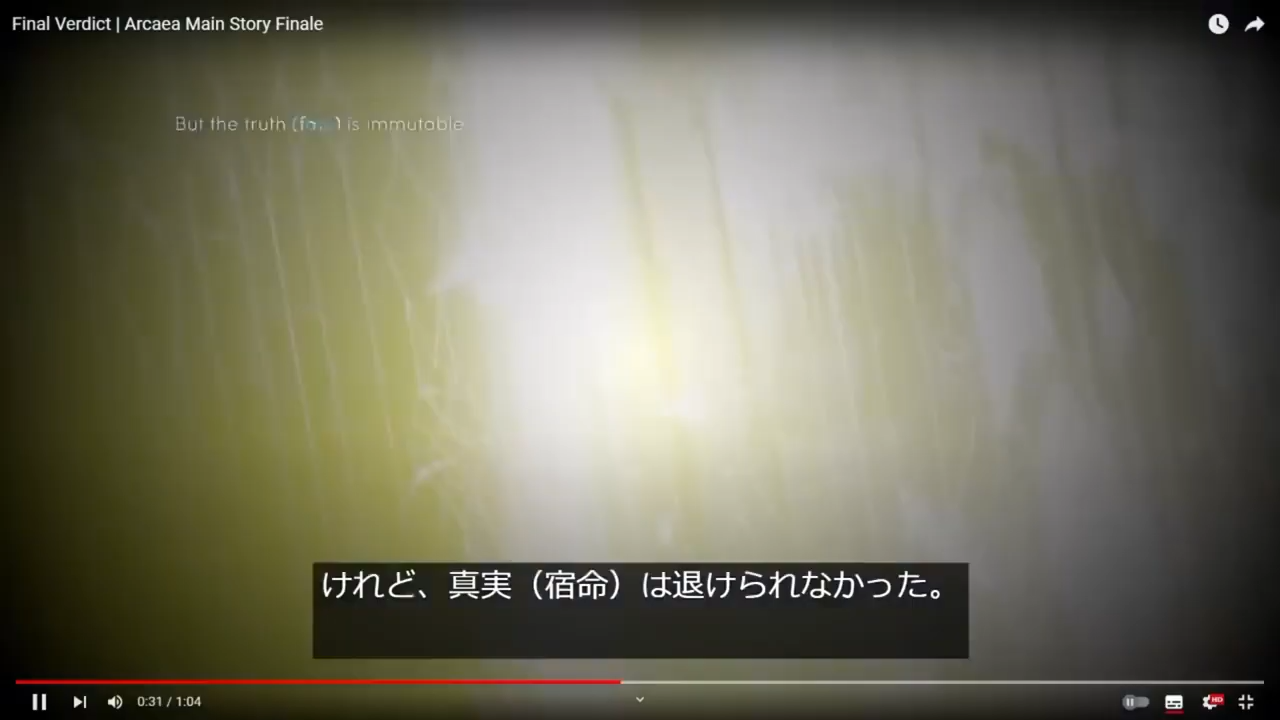 Final Verdict | Arcaea Main Story Finale
But the truth ( ) is immutable
けれど、真実（宿命）は退けられなかった。
0:31 / 1:04
HD